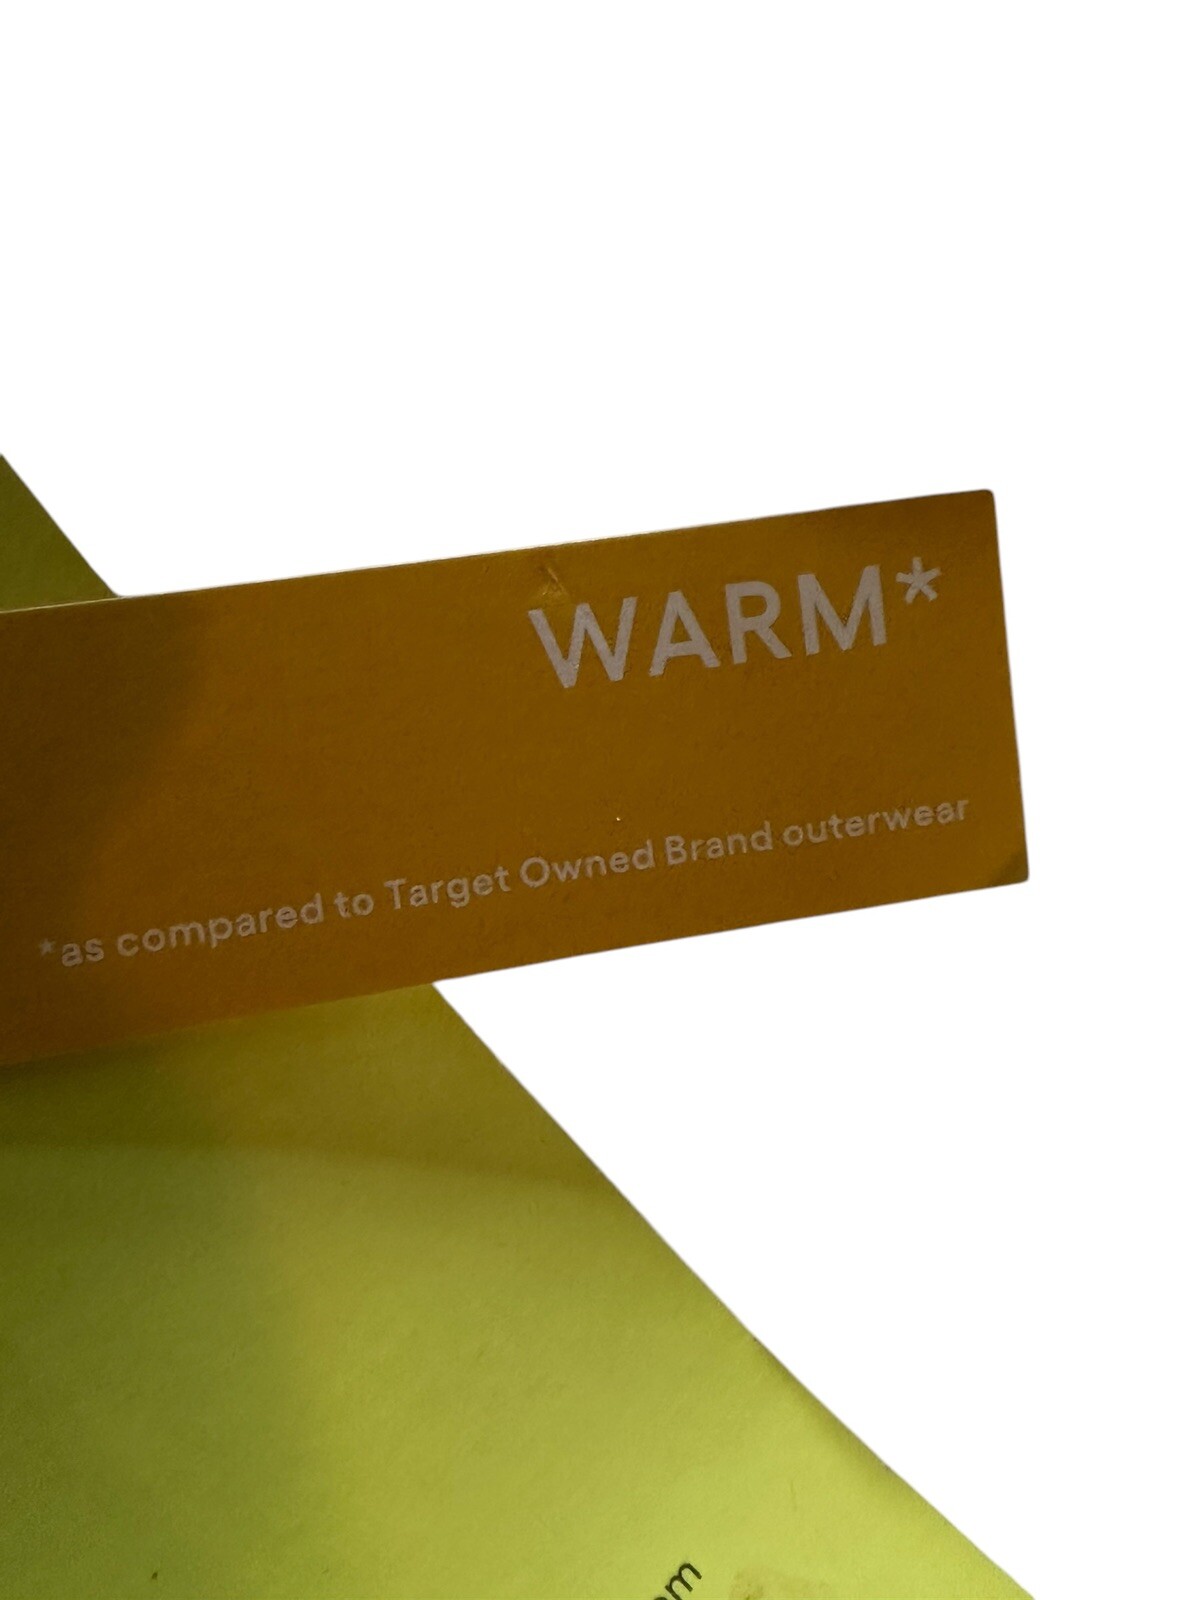 WARM*
*as compared to Target Owned Brand outerwear